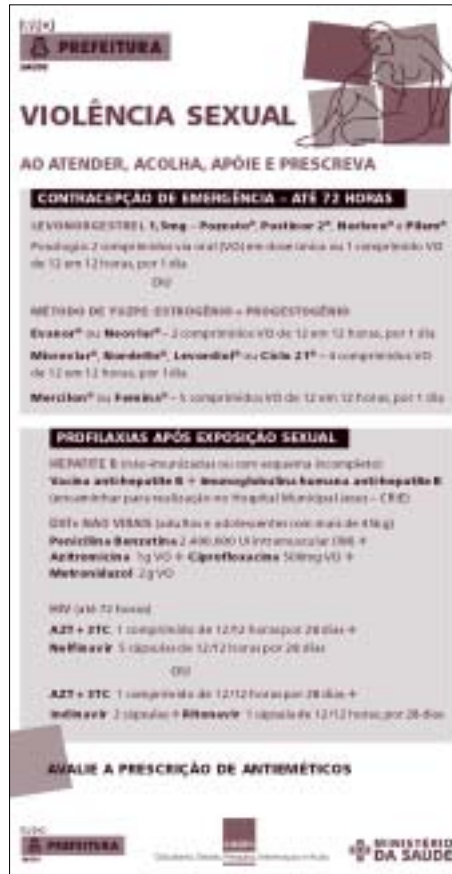 PREFEITURA
SAÚDE
VIOLÊNCIA SEXUAL
AO ATENDER, ACOLHA, APÓIE E PRESCREVA
CONTRACEPÇÃO DE EMERGÊNCIA – ATÉ 72 HORAS
LEVONORGESTREL 1,5mg – Pozzato®, Postinor 2®, Norlevo® e Pilem®
Posologia 2 comprimidos via oral (VO) em dose única ou 1 comprimido VO
de 12 em 12 horas, por 1 dia
OU
MÉTODO DE YUZPE ESTROGÊNIO + PROGESTOGÊNIO
Evanor® ou Neovlar® – 2 comprimidos VO de 12 em 12 horas, por 1 dia
Microvlar®, Nordette®, Levordiol® ou Ciclo 21® – 4 comprimidos VO
de 12 em 12 horas, por 1 dia
Mercilon® ou Femina® – 5 comprimidos VO de 12 em 12 horas, por 1 dia
PROFILAXIAS APÓS EXPOSIÇÃO SEXUAL
HEPATITE B (não-imunizadas ou com esquema incompleto)
Vacina antihepatite B + Imunoglobulina humana antihepatite B
(encaminhar para realização no Hospital Municipal Jesus – CRIE)
DSTs NÃO VIRAIS (adultos e adolescentes com mais de 45kg)
Penicilina Benzatina 2.400.000 UI intramuscular (IM) +
Azitromicina 1g VO + Ciprofloxacina 500mg VO +
Metronidazol 2g VO
HIV (até 72 horas)
AZT + 3TC 1 comprimido de 12/12 horas por 28 dias +
Nelfinavir 5 cápsulas de 12/12 horas por 28 dias
OU
AZT + 3TC 1 comprimido de 12/12 horas por 28 dias +
Indinavir 2 cápsulas + Ritonavir 1 cápsula de 12/12 horas, por 28 dias
AVALIE A PRESCRIÇÃO DE ANTIEMÉTICOS
PREFEITURA
MINISTÉRIO
DA SAÚDE